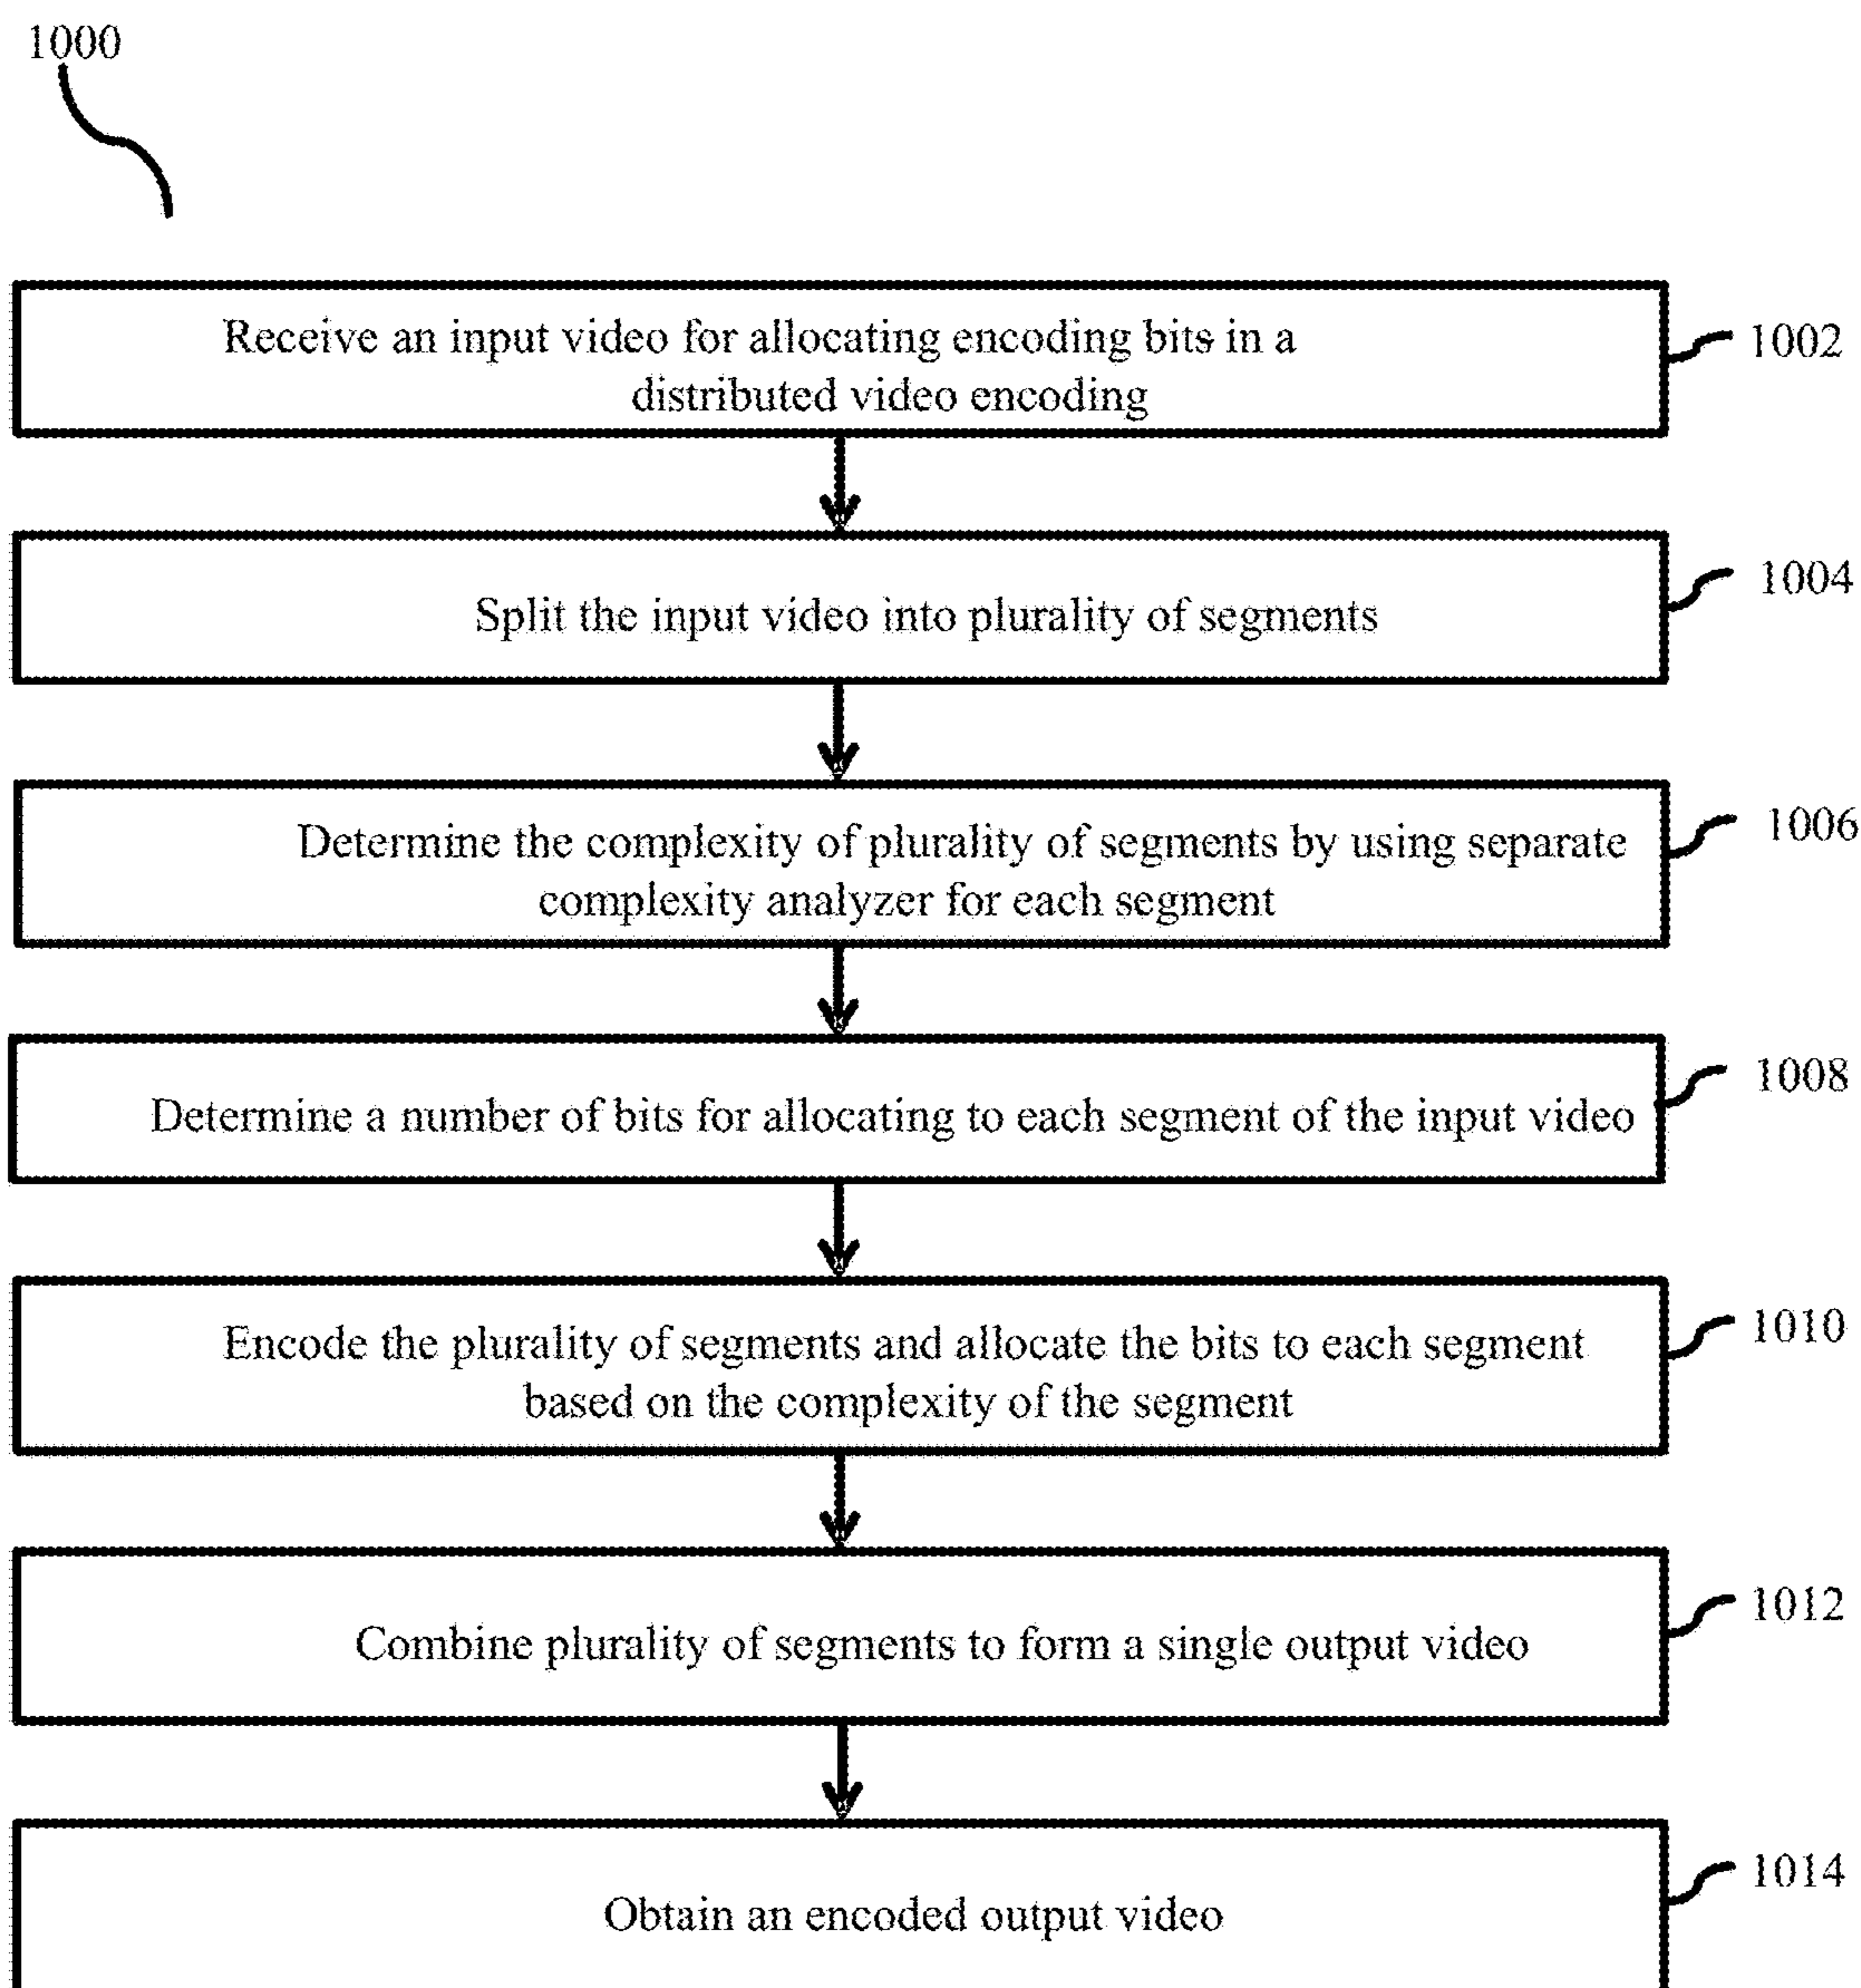 1000
Receive an input video for allocating encoding bits in a
distributed video encoding
1002
Split the input video into plurality of segments
1004
Determine the complexity of plurality of segments by using separate
complexity analyzer for each segment
1006
Determine a number of bits for allocating to each segment of the input video
1008
Encode the plurality of segments and allocate the bits to each segment
based on the complexity of the segment
1010
Combine plurality of segments to form a single output video
1012
Obtain an encoded output video
1014